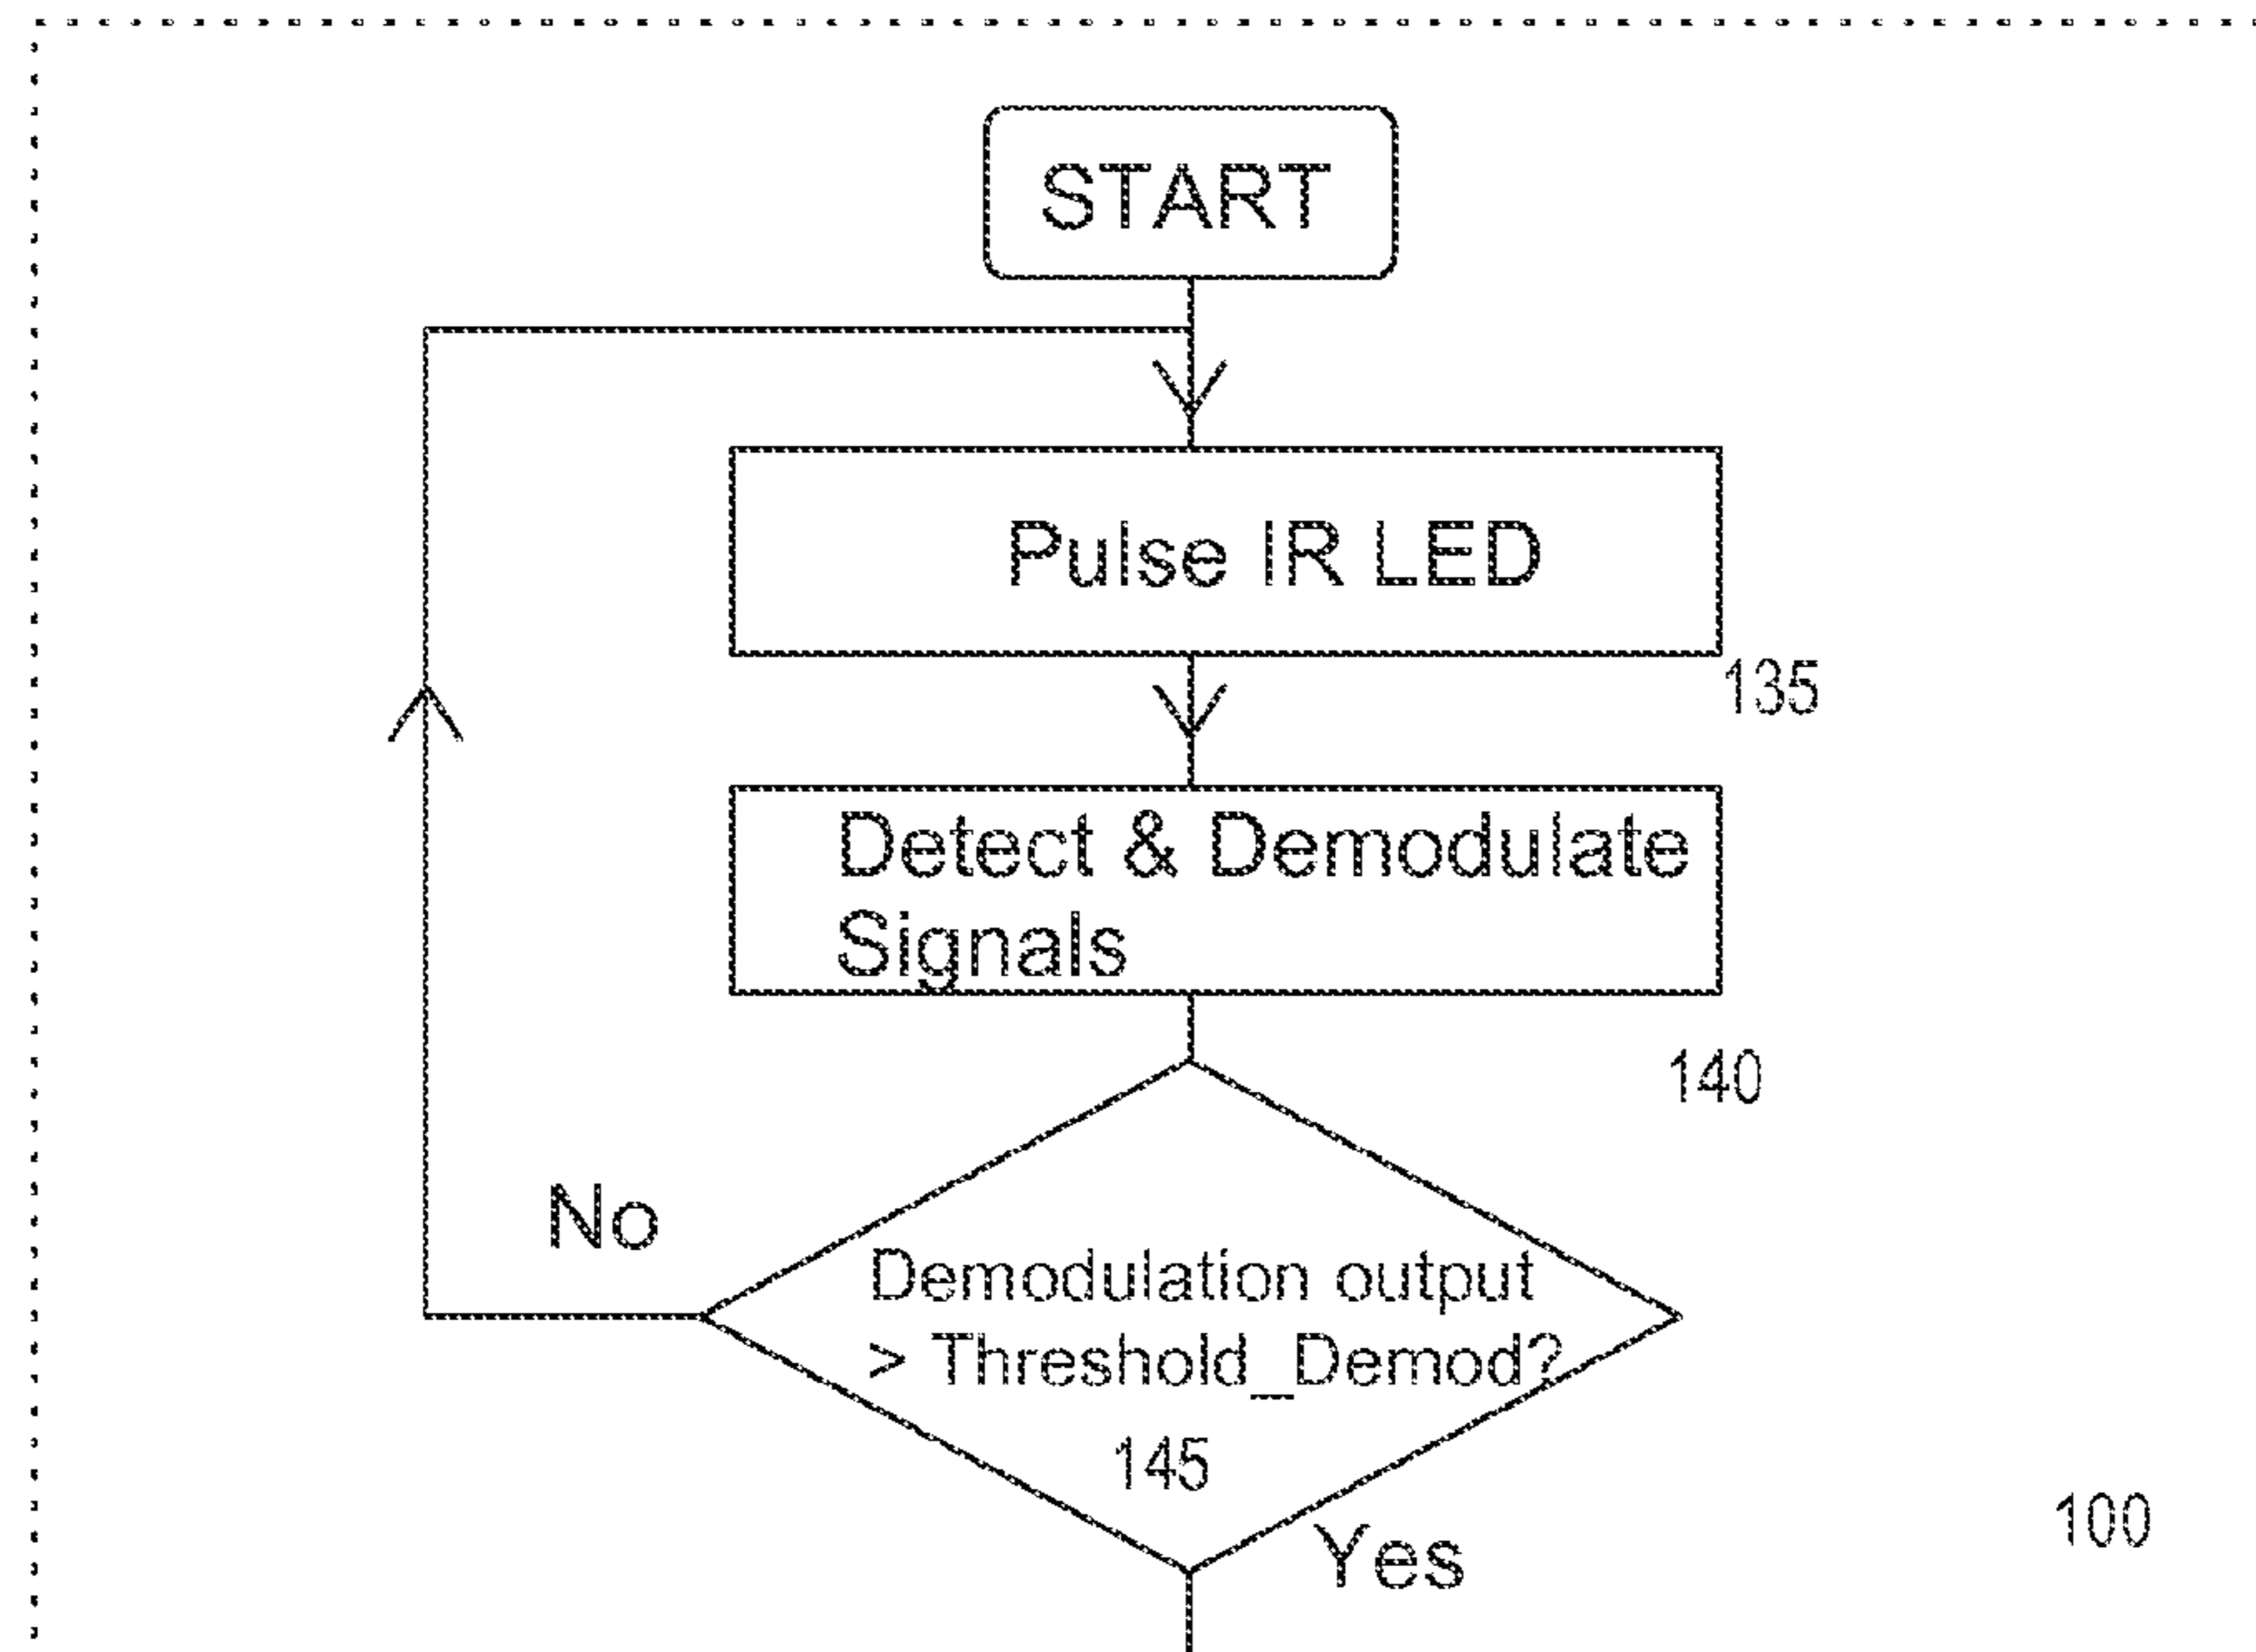 START
Pulse IR LED
135
Detect & Demodulate
Signals
140
No
Demodulation output
> Threshold_Demod?
145
Yes
100